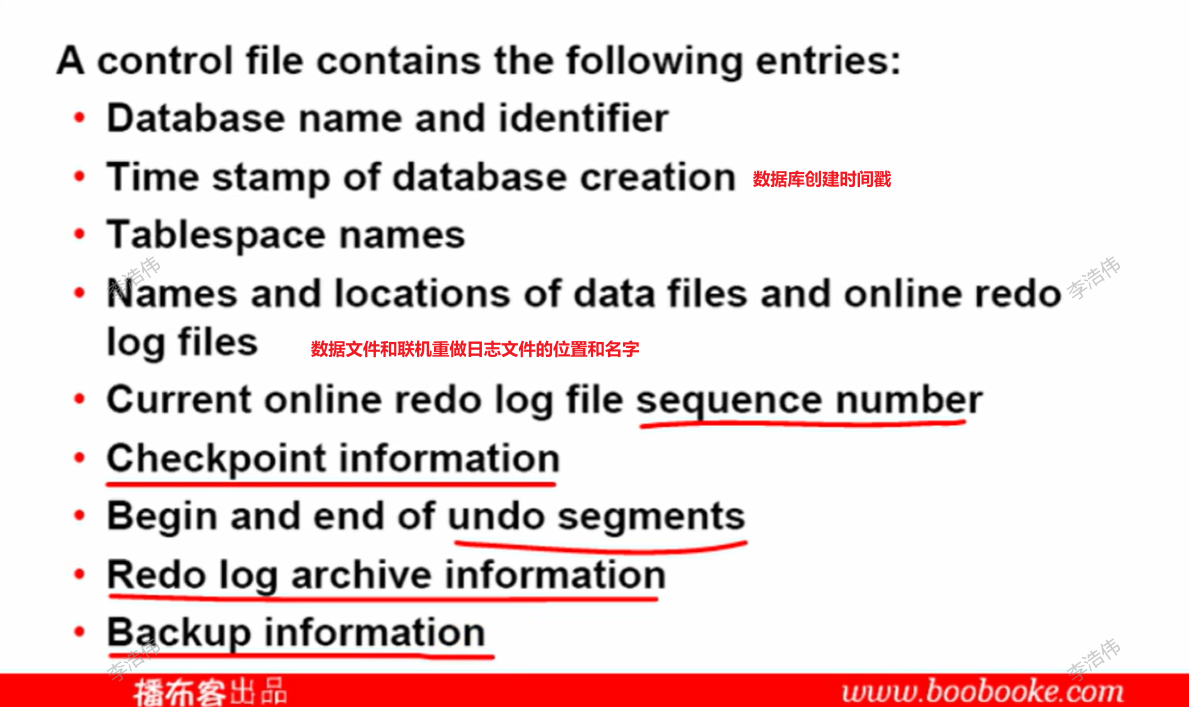 A control file contains the following entries:
• Database name and identifier
• Time stamp of database creation 数据库创建时间戳
• Tablespace names
李浩伟 李浩伟
• Names and locations of data files and online redo
log files 数据文件和联机重做日志文件的位置和名字
• Current online redo log file sequence number
• Checkpoint information
• Begin and end of undo segments
• Redo log archive information
• Backup information
李浩伟 李浩伟
播布客出品 www.boobooke.com